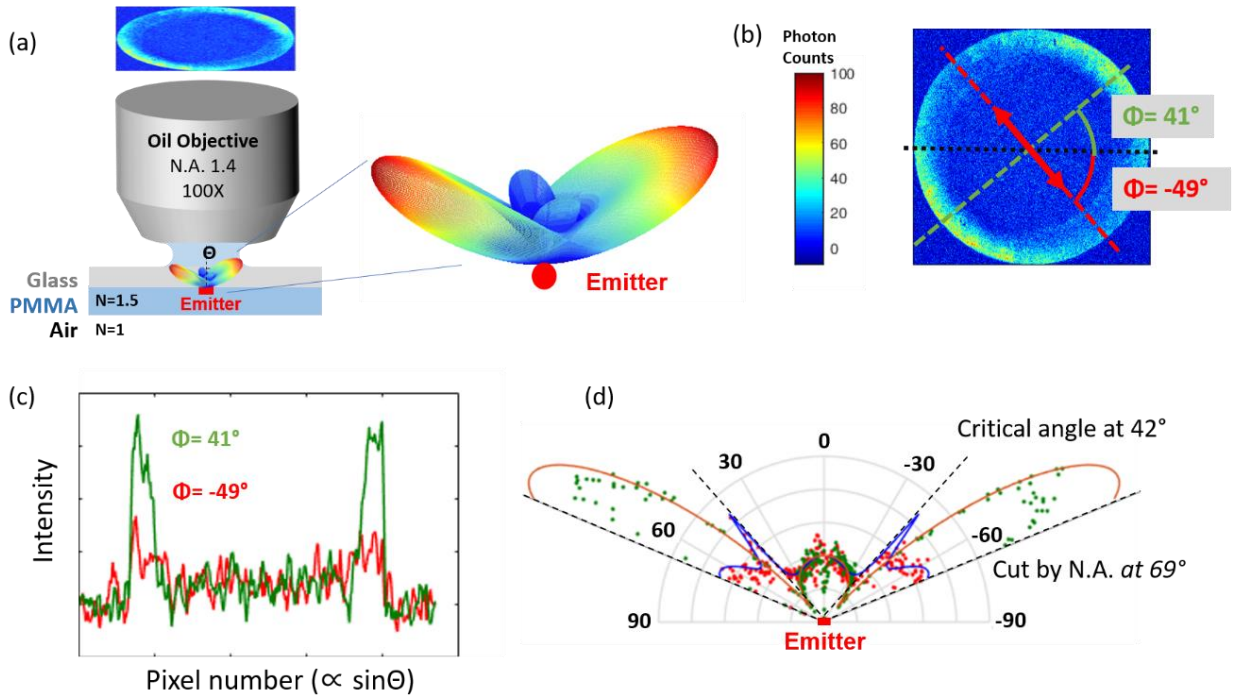 (a)
Oil Objective
N.A. 1.4
100X
Θ
Glass
PMMA
N=1.5
Emitter
Air
N=1
Emitter
(b)
Photon
Counts
100
80
60
40
20
0
Φ= 41°
Φ= -49°
(c)
Φ= 41°
Φ= -49°
Intensity
Pixel number (∝ sinΘ)
(d)
0
30
-30
60
-60
90
-90
Critical angle at 42°
Cut by N.A. at 69°
Emitter